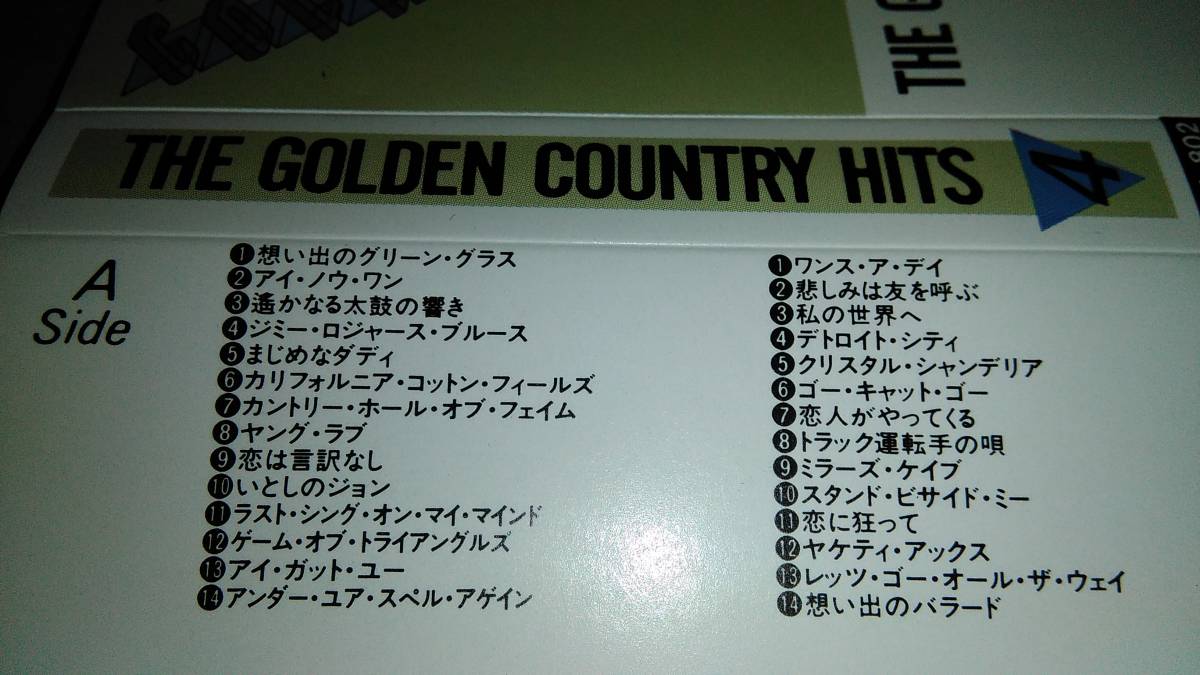 THE G
THE GOLDEN COUNTRY HITS 4
802
A
Side
❶想い出のグリーン・グラス
❷アイ・ノウ・ワン
❸遙かなる太鼓の響き
❹ジミー・ロジャース・ブルース
❺まじめなダディ
❻カリフォルニア・コットン・フィールズ
❼カントリー・ホール・オブ・フェイム
❽ヤング・ラブ
❾恋は言訳なし
❿いとしのジョン
⓫ラスト・シング・オン・マイ・マインド
⓬ゲーム・オブ・トライアングルズ
⓭アイ・ガット・ユー
⓮アンダー・ユア・スペル・アゲイン
❶ワンス・ア・デイ
❷悲しみは友を呼ぶ
❸私の世界へ
❹デトロイト・シティ
❺クリスタル・シャンデリア
❻ゴー・キャット・ゴー
❼恋人がやってくる
❽トラック運転手の唄
❾ミラーズ・ケイブ
❿スタンド・ビサイド・ミー
⓫恋に狂って
⓬ヤケティ・アックス
⓭レッツ・ゴー・オール・ザ・ウェイ
⓮想い出のバラード